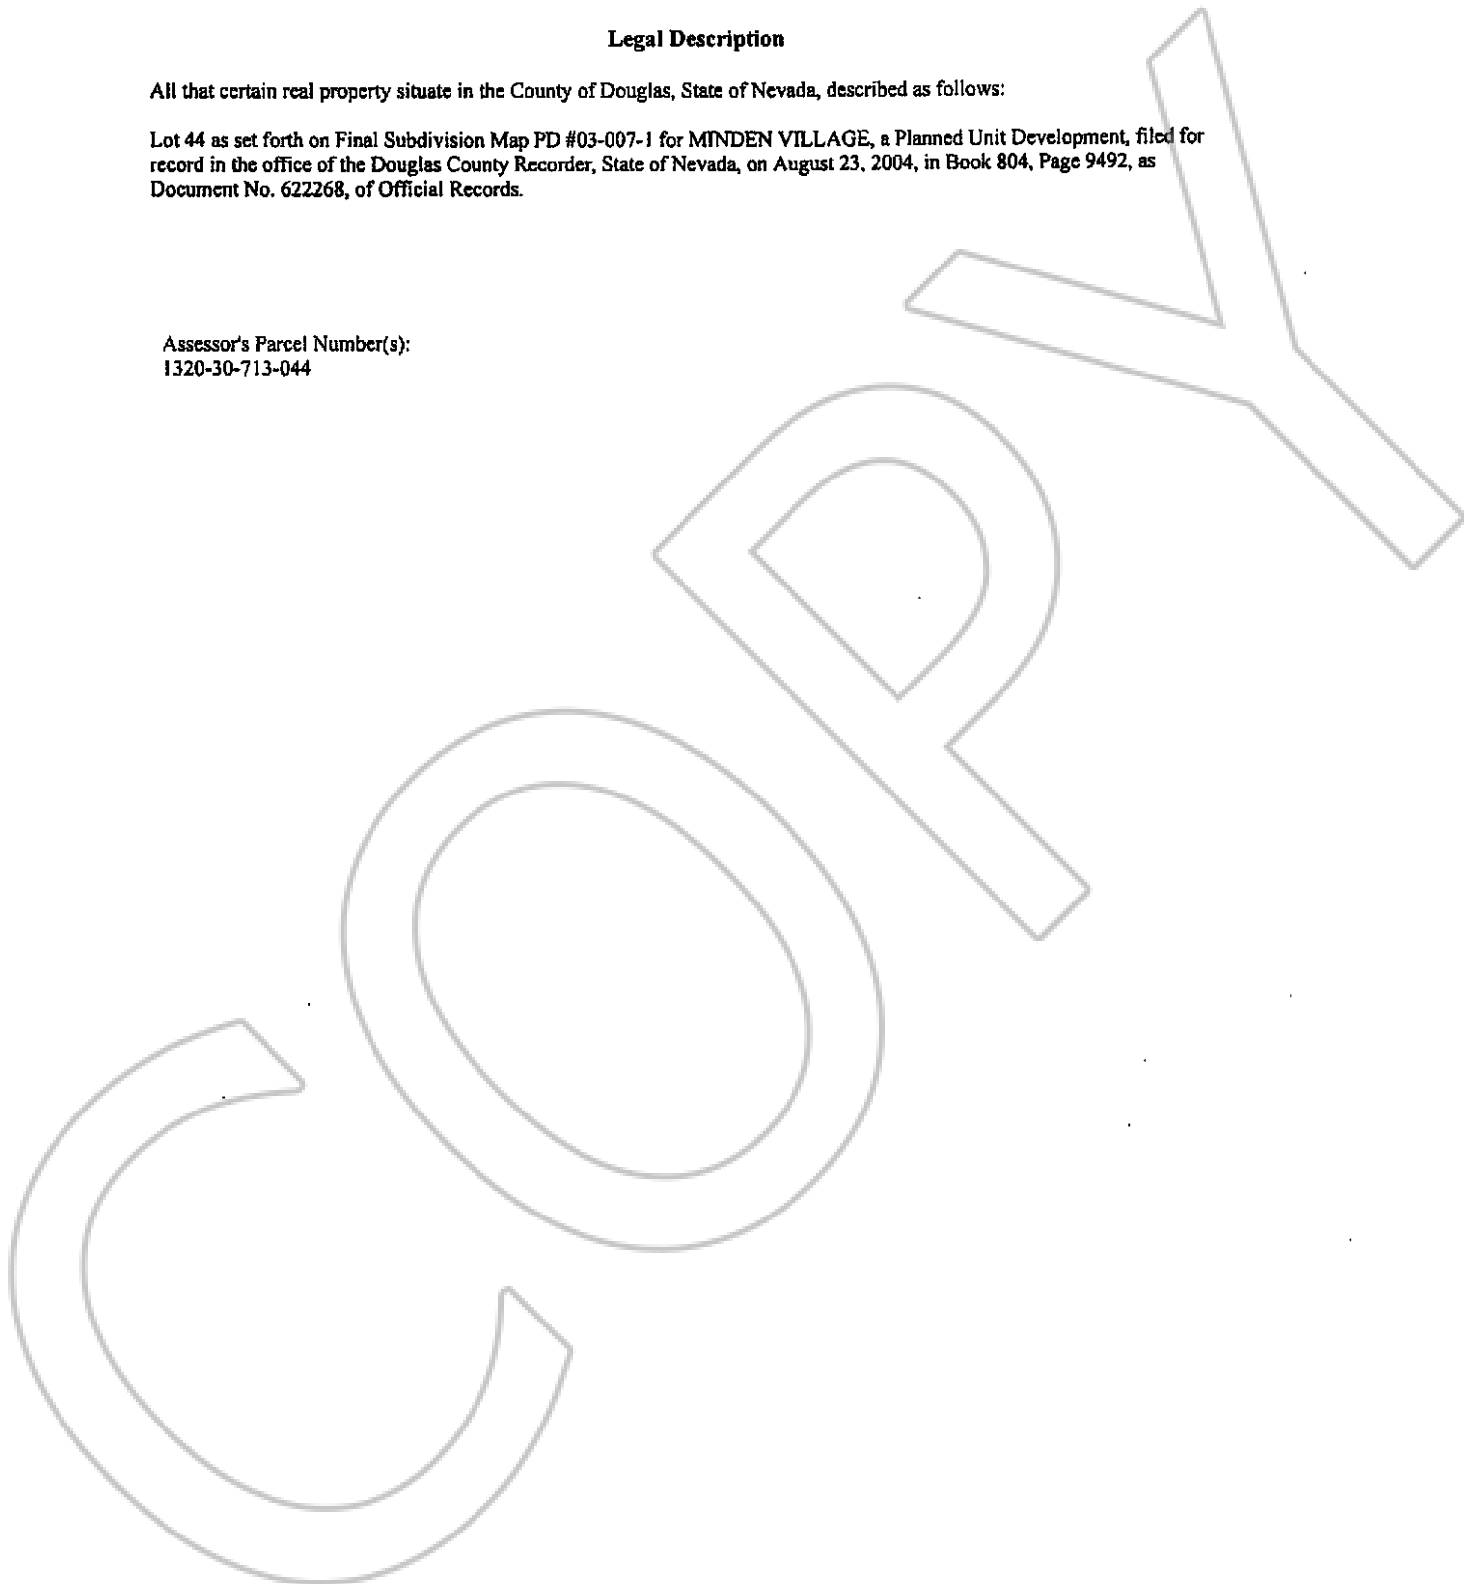 Legal Description
All that certain real property situate in the County of Douglas, State of Nevada, described as follows:
Lot 44 as set forth on Final Subdivision Map PD #03-007-1 for MINDEN VILLAGE, a Planned Unit Development, filed for
record in the office of the Douglas County Recorder, State of Nevada, on August 23, 2004, in Book 804, Page 9492, as
Document No. 622268, of Official Records.
Assessor's Parcel Number(s):
1320-30-713-044
COPY